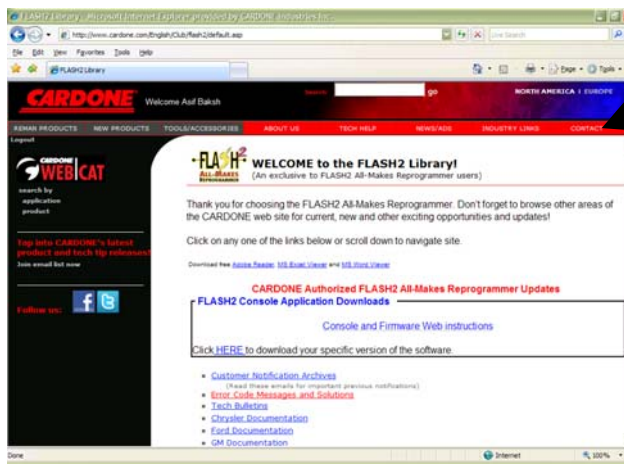 FLASH2 Library - Microsoft Internet Explorer provided by CARDONE Industries Inc.
http://www.cardone.com/English/Club/flash2/default.asp
Live Search
File Edit View Favorites Tools Help
FLASH2 Library
Page Tools
CARDONE
Welcome Asif Baksh
Search
go
NORTH AMERICA | EUROPE
REMAN PRODUCTS NEW PRODUCTS TOOLS/ACCESSORIES ABOUT US TECH HELP NEWS/ADS INDUSTRY LINKS CONTACT
Logout
CARDONE
WEBCAT
search by
application
product
Tap into CARDONE's latest
product and tech tip releases!
Join email list now
Follow us:
FLASH2
ALL-MAKES
REPROGRAMMER
WELCOME to the FLASH2 Library!
(An exclusive to FLASH2 All-Makes Reprogrammer users)
Thank you for choosing the FLASH2 All-Makes Reprogrammer. Don't forget to browse other areas of
the CARDONE web site for current, new and other exciting opportunities and updates!
Click on any one of the links below or scroll down to navigate site.
Download free Adobe Reader, MS Excel Viewer and MS Word Viewer
CARDONE Authorized FLASH2 All-Makes Reprogrammer Updates
FLASH2 Console Application Downloads
Console and Firmware Web instructions
Click HERE to download your specific version of the software.
Customer Notification Archives
(Read these emails for important previous notifications)
Error Code Messages and Solutions
Tech Bulletins
Chrysler Documentation
Ford Documentation
GM Documentation
Done
Internet
100%